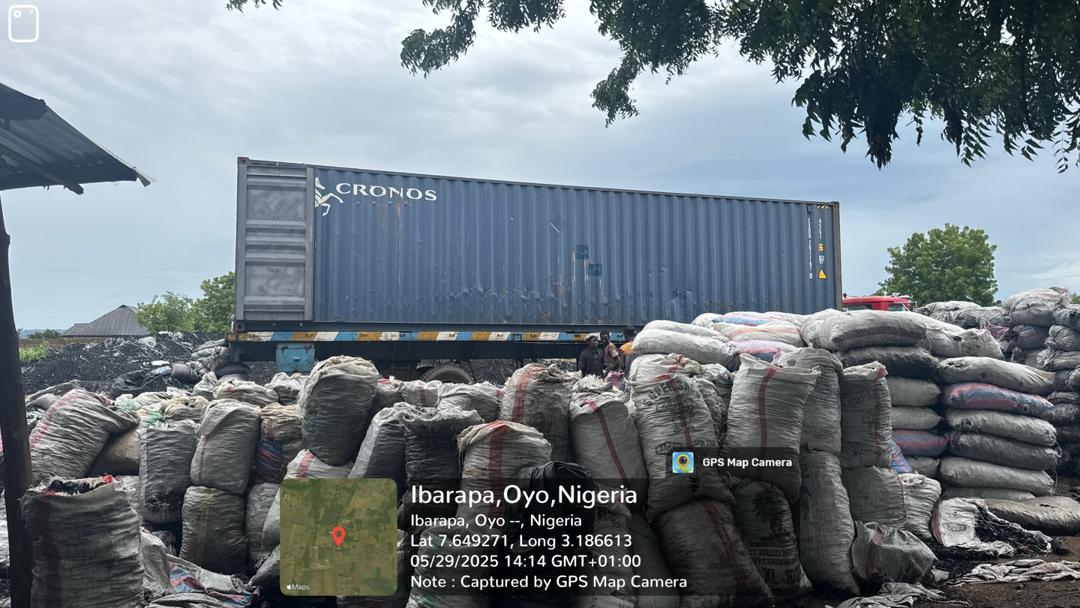 CRONOS
GPS Map Camera
Ibarapa,Oyo,Nigeria
Ibarapa, Oyo --, Nigeria
Lat 7.649271, Long 3.186613
05/29/2025 14:14 GMT+01:00
Note : Captured by GPS Map Camera
Maps